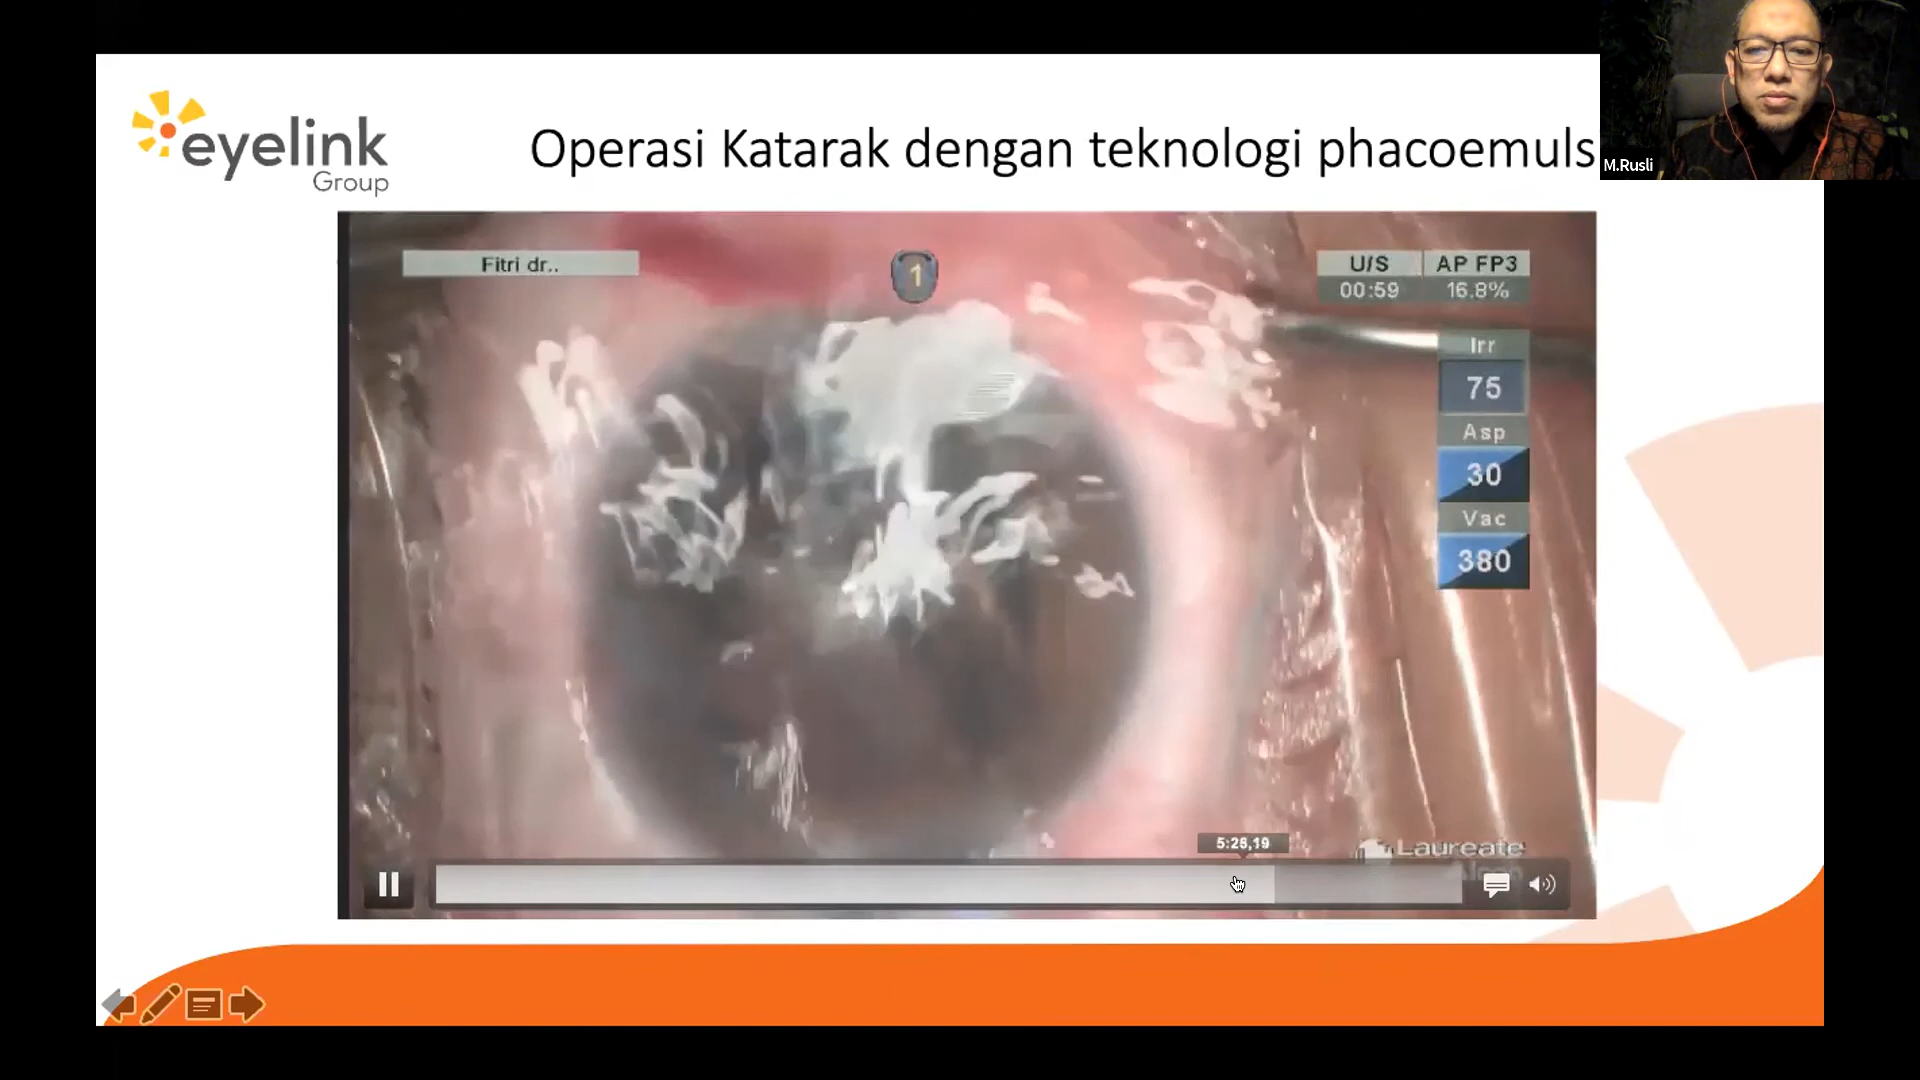 eyelink
Group
Operasi Katarak dengan teknologi phacoemuls
M.Rusli
Fitri dr..
1
U/S
AP FP3
00:59
16.8%
Irr
75
Asp
30
Vac
380
5:26,19
Laureate